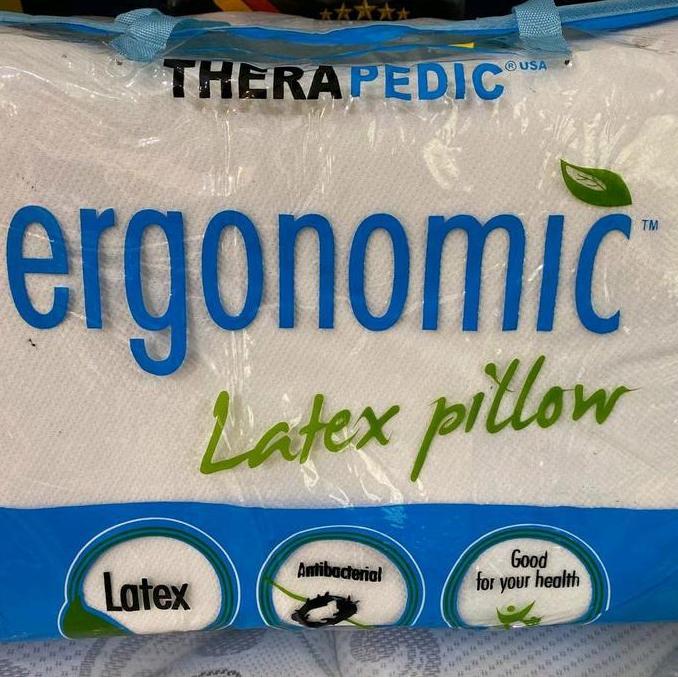 THERAPEDIC® USA
ergonomic™
Latex pillow
Latex
Antibacterial
Good
for your health